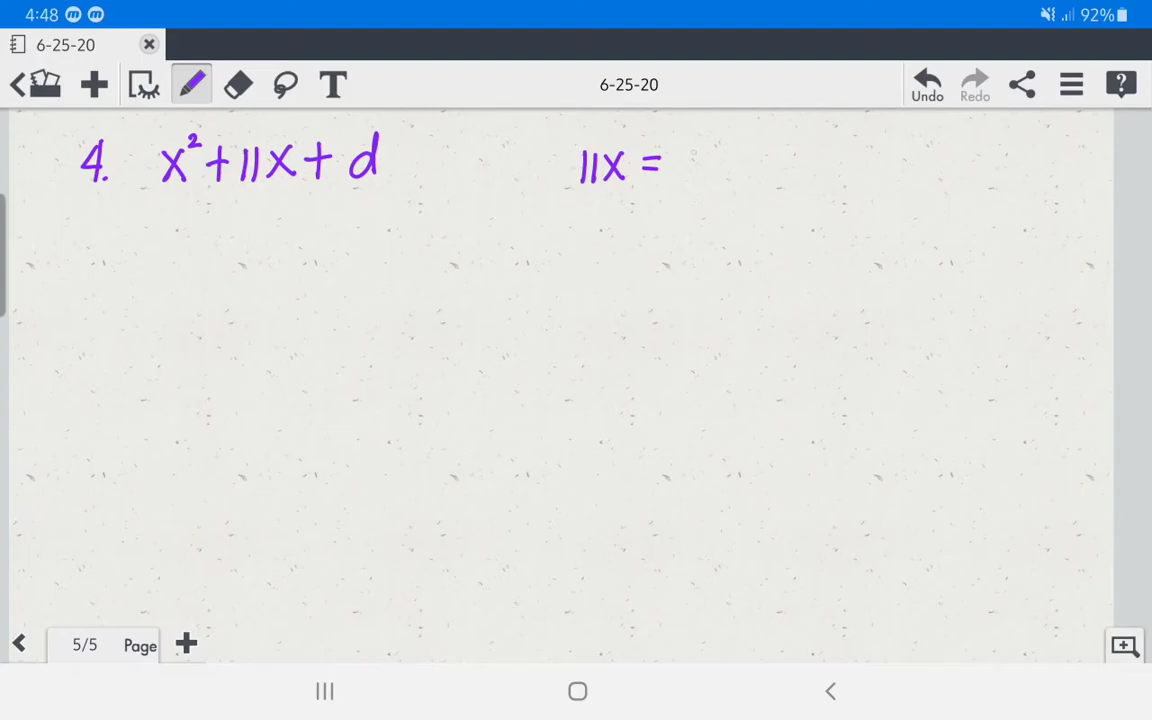 4:48 92%
6-25-20
6-25-20 Undo Redo
4. x² + 11x + d 11x =
5/5 Page